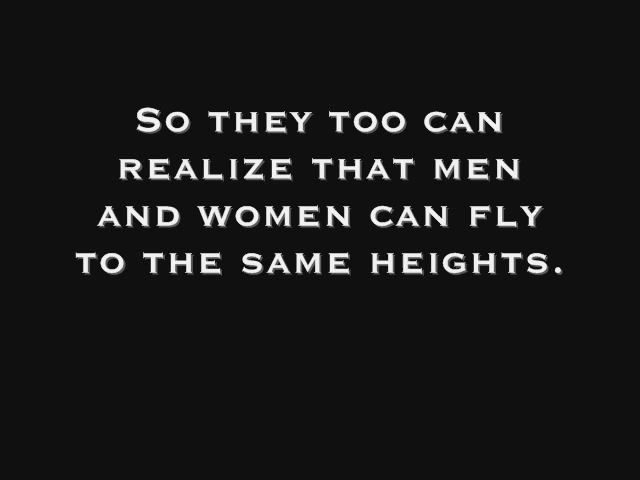 So they too can
realize that men
and women can fly
to the same heights.